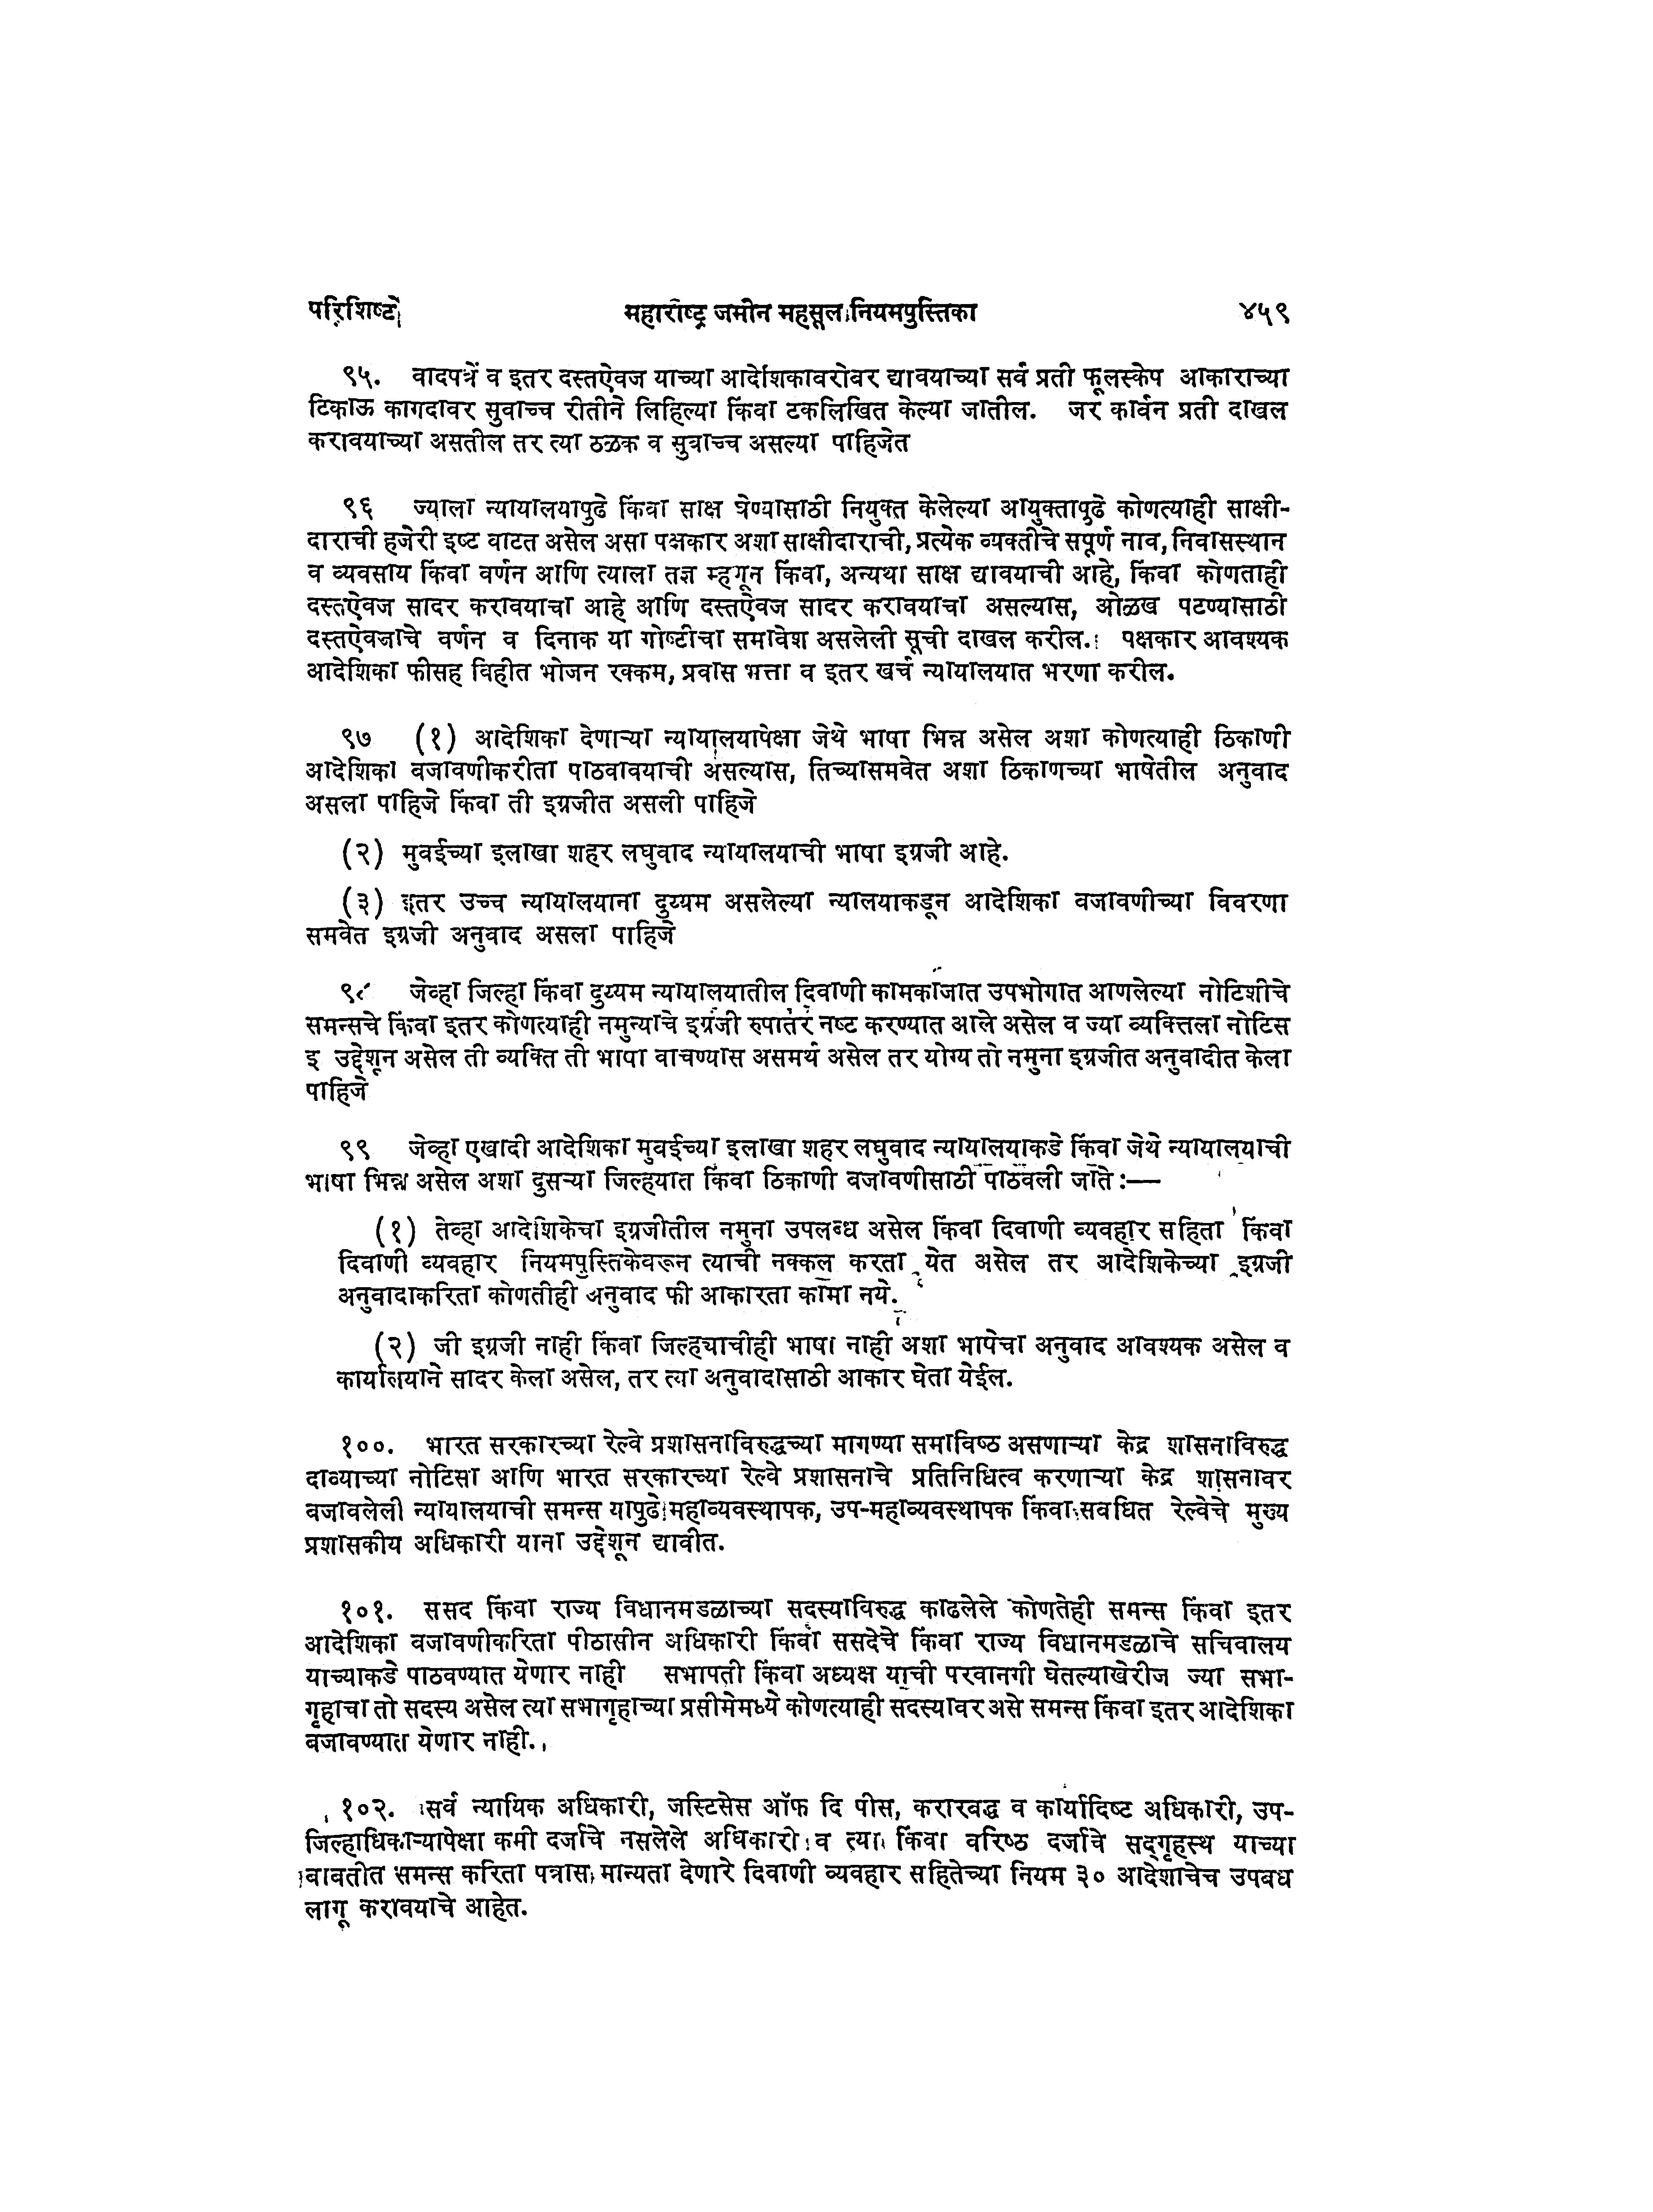 परिशिष्टे महाराष्ट्र जमीन महसूल नियमपुस्तिका ४५९
९५. वादपत्रें व इतर दस्तऐवज याच्या आदेशिकाबरोबर द्यावयाच्या सर्व प्रती फूलस्केप आकाराच्या
टिकाऊ कागदावर सुवाच्च रीतीने लिहिल्या किंवा टकलिखित केल्या जातील. जर कार्बन प्रती दाखल
करावयाच्या असतील तर त्या ठळक व सुवाच्च असल्या पाहिजेत
९६ ज्याला न्यायालयापुढे किंवा साक्ष घेण्यासाठी नियुक्त केलेल्या आयुक्तापुढे कोणत्याही साक्षी-
दाराची हजेरी इष्ट वाटत असेल असा पक्षकार अशा साक्षीदाराची, प्रत्येक व्यक्तीचे सपूर्ण नाव, निवासस्थान
व व्यवसाय किंवा वर्णन आणि त्याला तज्ञ म्हणून किंवा, अन्यथा साक्ष द्यावयाची आहे, किंवा कोणताही
दस्तऐवज सादर करावयाचा आहे आणि दस्तऐवज सादर करावयाचा असल्यास, ओळख पटण्यासाठी
दस्तऐवजाचे वर्णन व दिनाक या गोष्टीचा समावेश असलेली सूची दाखल करील. पक्षकार आवश्यक
आदेशिका फीसह विहीत भोजन रक्कम, प्रवास भत्ता व इतर खर्च न्यायालयात भरणा करील.
९७ (१) आदेशिका देणाऱ्या न्यायालयापेक्षा जेथे भाषा भिन्न असेल अशा कोणत्याही ठिकाणी
आदेशिका बजावणीकरीता पाठवावयाची असल्यास, तिच्यासमवेत अशा ठिकाणच्या भाषेतील अनुवाद
असला पाहिजे किंवा ती इग्रजीत असली पाहिजे
(२) मुबईच्या इलाखा शहर लघुवाद न्यायालयाची भाषा इग्रजी आहे.
(३) इतर उच्च न्यायालयाना दुय्यम असलेल्या न्यालयाकडून आदेशिका बजावणीच्या विवरणा
समवेत इग्रजी अनुवाद असला पाहिजे
९८ जेव्हा जिल्हा किंवा दुय्यम न्यायालयातील दिवाणी कामकाजात उपभोगात आणलेल्या नोटिशीचे
समन्सचे किंवा इतर कोणत्याही नमुन्याचे इग्रजी रुपातर नष्ट करण्यात आले असेल व ज्या व्यक्तिला नोटिस
इ उद्देशून असेल ती व्यक्ति ती भाषा वाचण्यास असमर्थ असेल तर योग्य तो नमुना इग्रजीत अनुवादीत केला
पाहिजे
९९ जेव्हा एखादी आदेशिका मुबईच्या इलाखा शहर लघुवाद न्यायालयाकडे किंवा जेथे न्यायालयाची
भाषा भिन्न असेल अशा दुसऱ्या जिल्हयात किंवा ठिकाणी बजावणीसाठी पाठवली जाते :—
(१) तेव्हा आदेशिकेचा इग्रजीतील नमुना उपलब्ध असेल किंवा दिवाणी व्यवहार सहिता किंवा
दिवाणी व्यवहार नियमपुस्तिकेवरून त्याची नक्कल करता येत असेल तर आदेशिकेच्या इग्रजी
अनुवादाकरिता कोणतीही अनुवाद फी आकारता कामा नये.
(२) जी इग्रजी नाही किंवा जिल्ह्याचीही भाषा नाही अशा भाषेचा अनुवाद आवश्यक असेल व
कार्यालयाने सादर केला असेल, तर त्या अनुवादासाठी आकार घेता येईल.
१००. भारत सरकारच्या रेल्वे प्रशासनाविरुद्धच्या मागण्या समाविष्ठ असणाऱ्या केद्र शासनाविरुद्ध
दाव्याच्या नोटिसा आणि भारत सरकारच्या रेल्वे प्रशासनाचे प्रतिनिधित्व करणाऱ्या केद्र शासनावर
बजावलेली न्यायालयाची समन्स यापुढे महाव्यवस्थापक, उप-महाव्यवस्थापक किंवा सबधित रेल्वेचे मुख्य
प्रशासकीय अधिकारी याना उद्देशून द्यावीत.
१०१. ससद किंवा राज्य विधानमडळाच्या सदस्याविरुद्ध काढलेले कोणतेही समन्स किंवा इतर
आदेशिका बजावणीकरिता पीठासीन अधिकारी किंवा ससदेचे किंवा राज्य विधानमडळाचे सचिवालय
याच्याकडे पाठवण्यात येणार नाही सभापती किंवा अध्यक्ष याची परवानगी घेतल्याखेरीज ज्या सभा-
गृहाचा तो सदस्य असेल त्या सभागृहाच्या प्रसीमेमध्ये कोणत्याही सदस्यावर असे समन्स किंवा इतर आदेशिका
बजावण्यात येणार नाही.
१०२. सर्व न्यायिक अधिकारी, जस्टिसेस ऑफ दि पीस, करारबद्ध व कार्यादिष्ट अधिकारी, उप-
जिल्हाधिकाऱ्यापेक्षा कमी दर्जाचे नसलेले अधिकारी व त्या किंवा वरिष्ठ दर्जाचे सद्‌गृहस्थ याच्या
बाबतीत समन्स करिता पत्रास मान्यता देणारे दिवाणी व्यवहार सहितेच्या नियम ३० आदेशाचेच उपबध
लागू करावयाचे आहेत.